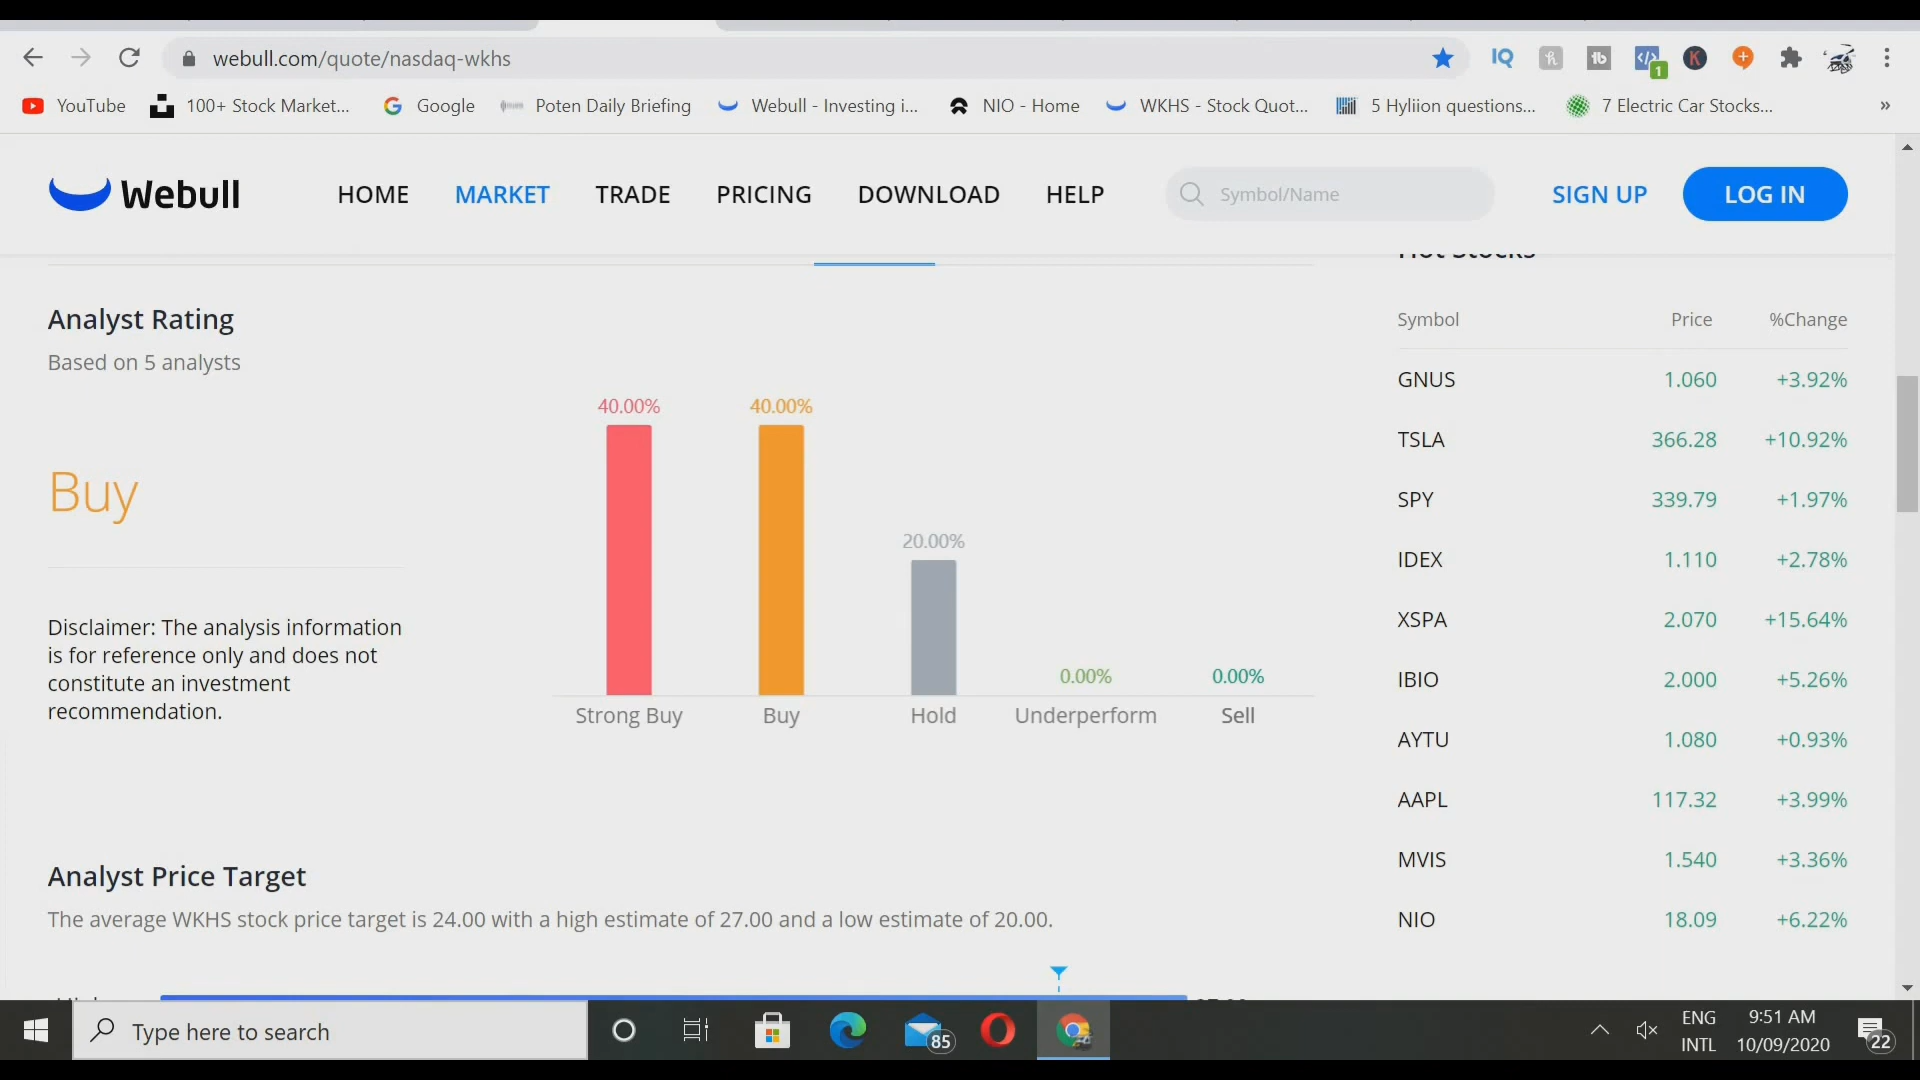 webull.com/quote/nasdaq-wkhs
IQ
tb
</>
1
K
YouTube
100+ Stock Market...
Google
Poten Daily Briefing
Webull - Investing i...
NIO - Home
WKHS - Stock Quot...
5 Hyliion questions...
7 Electric Car Stocks...
»
Webull
HOME
MARKET
TRADE
PRICING
DOWNLOAD
HELP
Symbol/Name
SIGN UP
LOG IN
Hot Stocks
Analyst Rating
Based on 5 analysts
Buy
Disclaimer: The analysis information
is for reference only and does not
constitute an investment
recommendation.
40.00% 40.00%
20.00%
0.00% 0.00%
Strong Buy Buy Hold Underperform Sell
Symbol Price %Change
GNUS 1.060 +3.92%
TSLA 366.28 +10.92%
SPY 339.79 +1.97%
IDEX 1.110 +2.78%
XSPA 2.070 +15.64%
IBIO 2.000 +5.26%
AYTU 1.080 +0.93%
AAPL 117.32 +3.99%
MVIS 1.540 +3.36%
NIO 18.09 +6.22%
Analyst Price Target
The average WKHS stock price target is 24.00 with a high estimate of 27.00 and a low estimate of 20.00.
Type here to search
85
ENG
INTL
9:51 AM
10/09/2020
22